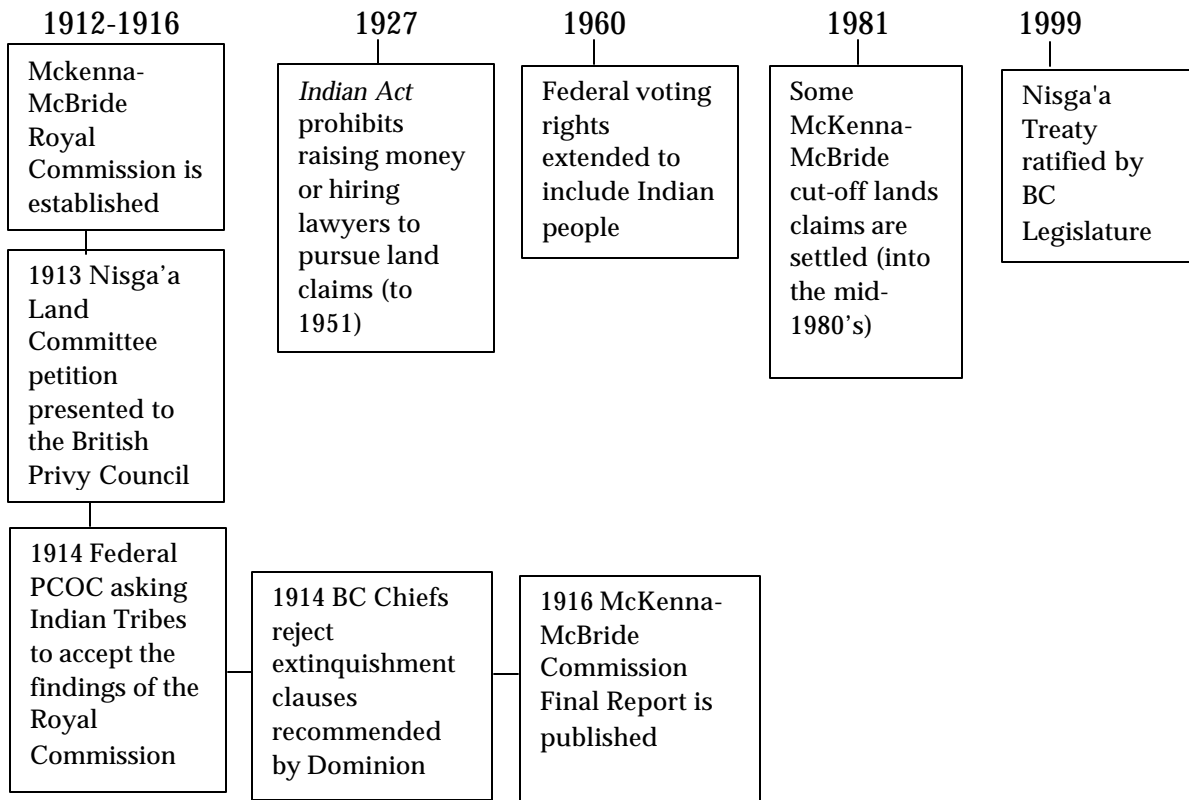 1912-1916
Mckenna-
McBride
Royal
Commission is
established
1913 Nisga’a
Land
Committee
petition
presented to
the British
Privy Council
1914 Federal
PCOC asking
Indian Tribes
to accept the
findings of the
Royal
Commission
1914 BC Chiefs
reject
extinquishment
clauses
recommended
by Dominion
1916 McKenna-
McBride
Commission
Final Report is
published
1927
Indian Act
prohibits
raising money
or hiring
lawyers to
pursue land
claims (to
1951)
1960
Federal voting
rights
extended to
include Indian
people
1981
Some
McKenna-
McBride
cut-off lands
claims are
settled (into
the mid-
1980’s)
1999
Nisga'a
Treaty
ratified by
BC
Legislature